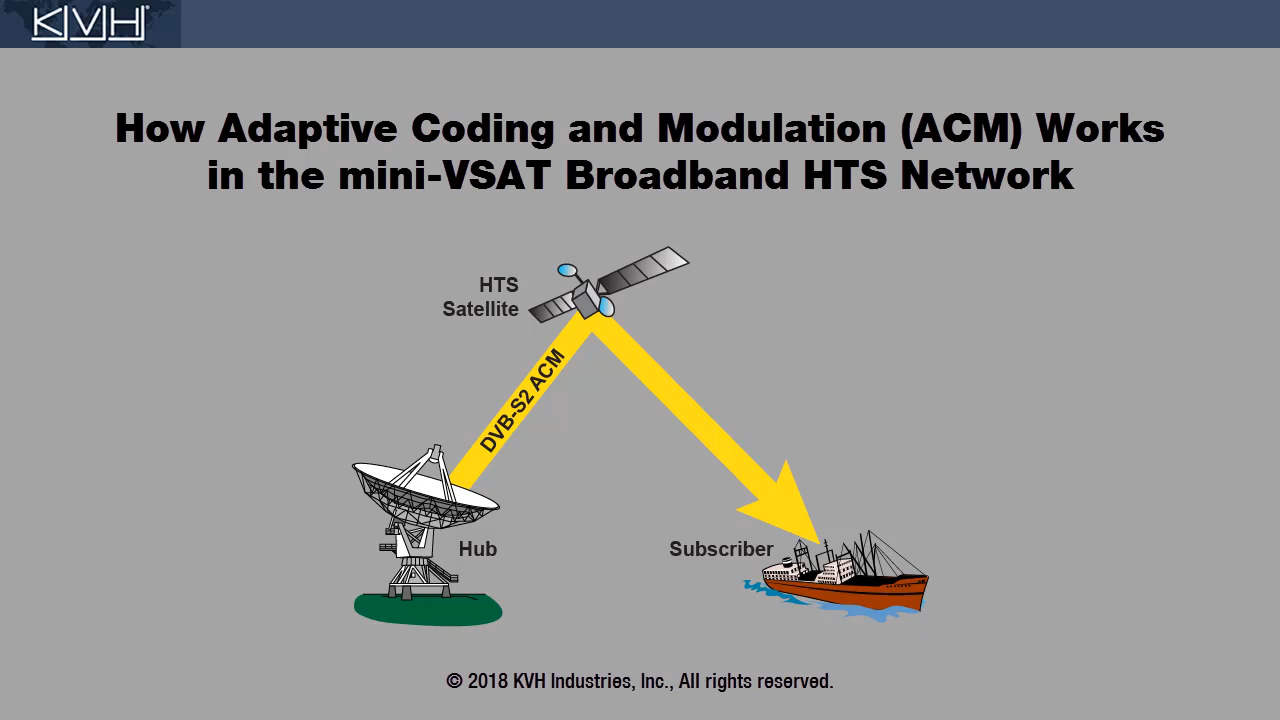 KVH®
How Adaptive Coding and Modulation (ACM) Works
in the mini-VSAT Broadband HTS Network
HTS
Satellite
DVB-S2 ACM
Hub
Subscriber
© 2018 KVH Industries, Inc., All rights reserved.